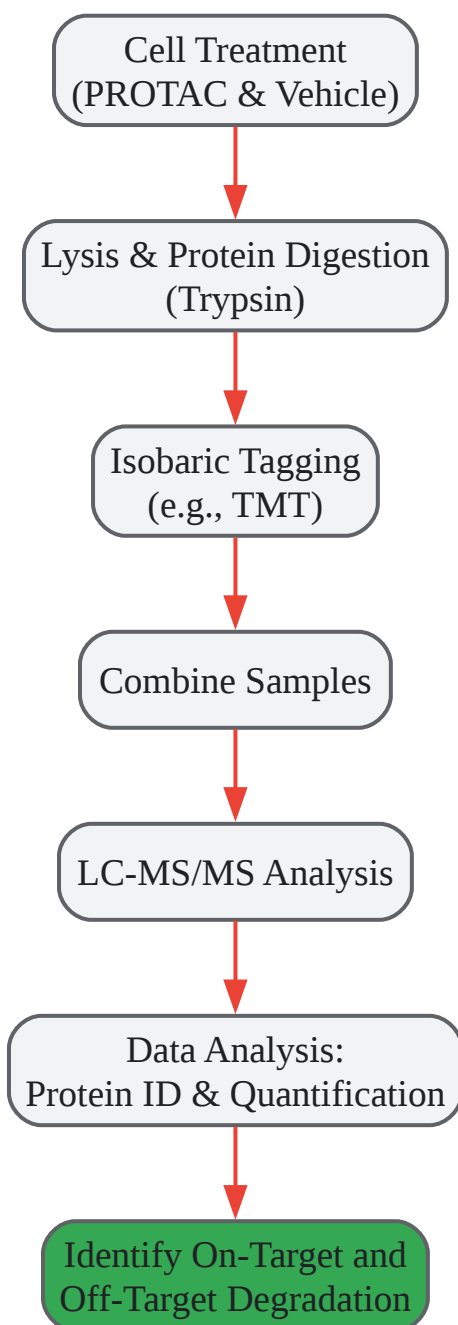 Cell Treatment
(PROTAC & Vehicle)
Lysis & Protein Digestion
(Trypsin)
Isobaric Tagging
(e.g., TMT)
Combine Samples
LC-MS/MS Analysis
Data Analysis:
Protein ID & Quantification
Identify On-Target and
Off-Target Degradation